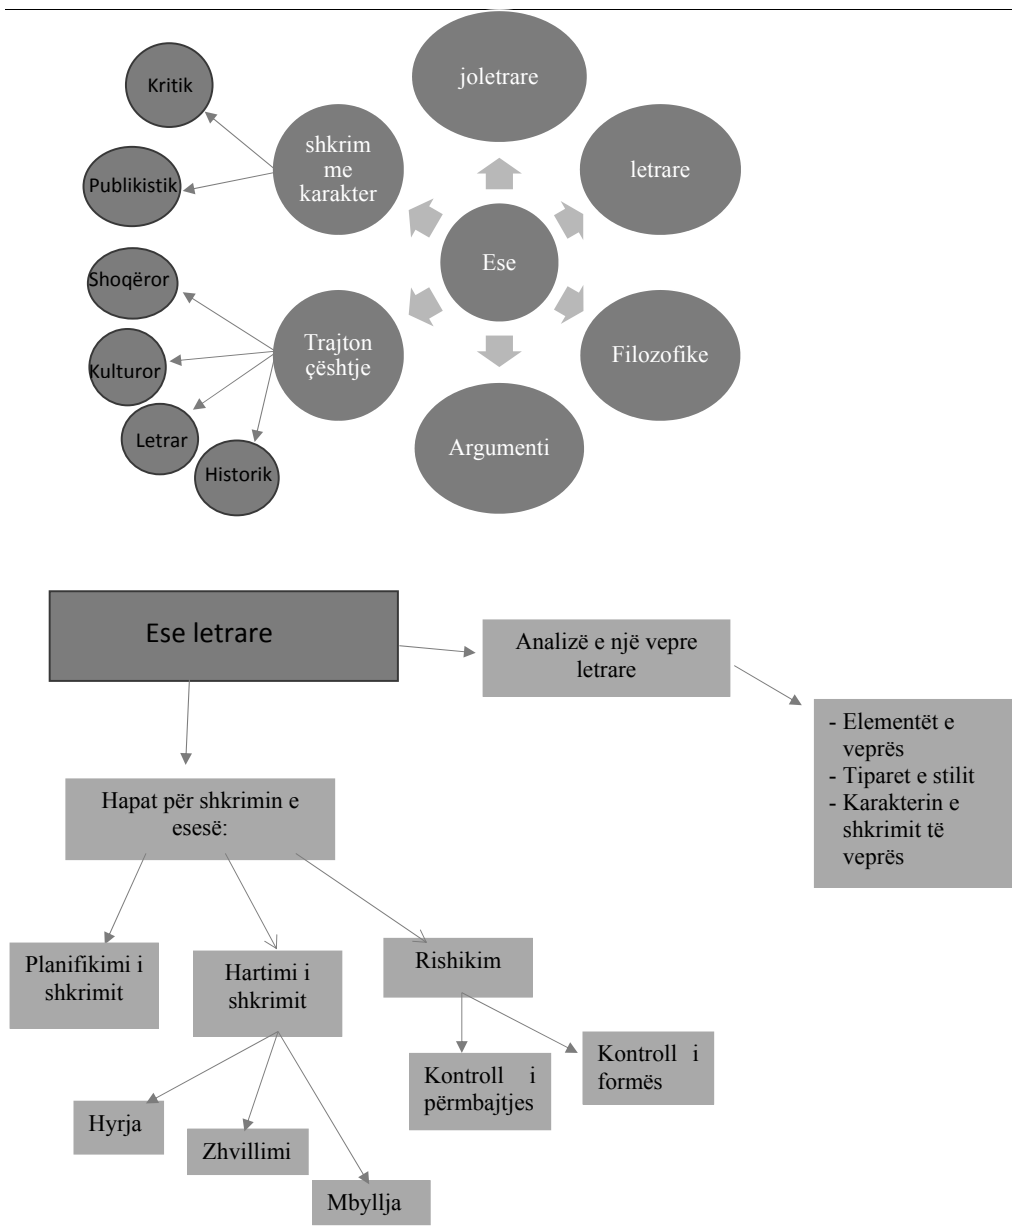 joletrare
Kritik
shkrim
me
karakter
letrare
Publikistik
Ese
Shoqëror
Trajton
çështje
Filozofike
Kulturor
Letrar
Argumenti
Historik
Ese letrare
Analizë e një vepre
letrare
- Elementët e
veprës
- Tiparet e stilit
- Karakterin e
shkrimit të
veprës
Hapat për shkrimin e
esesë:
Planifikimi i
shkrimit
Hartimi i
shkrimit
Rishikim
Kontroll i
përmbajtjes
Kontroll i
formës
Hyrja
Zhvillimi
Mbyllja